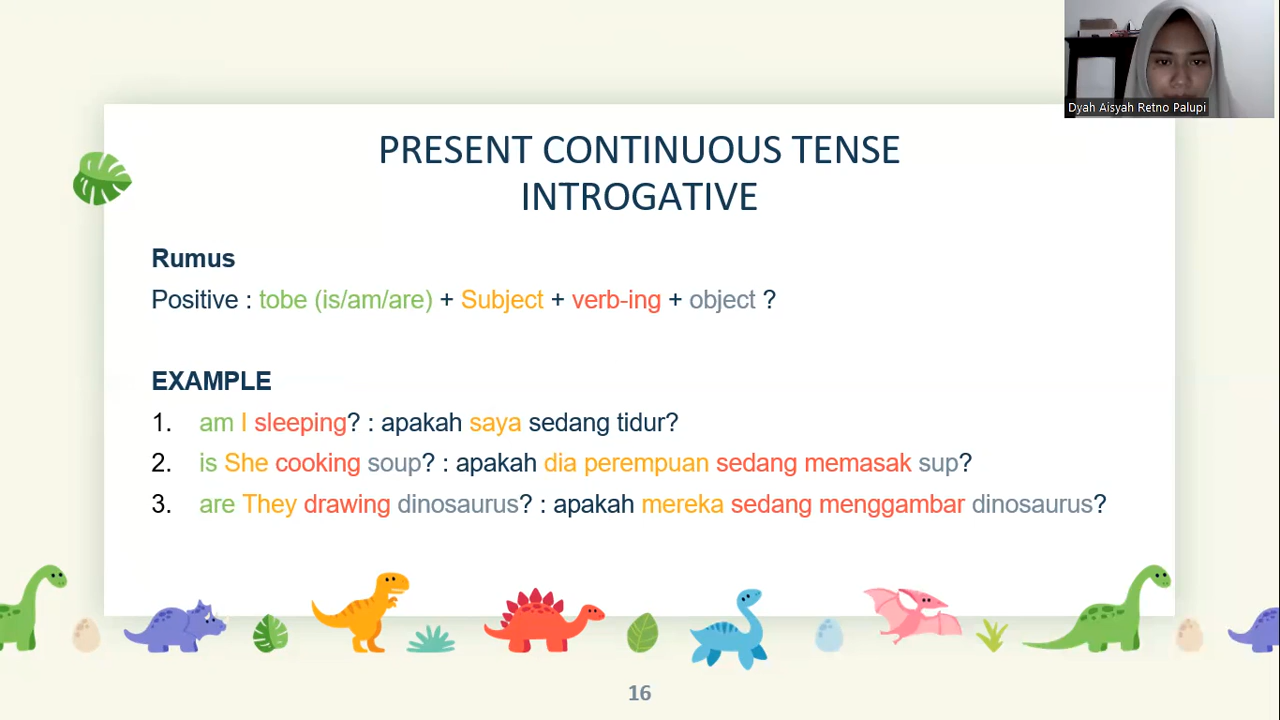 Dyah Aisyah Retno Palupi
PRESENT CONTINUOUS TENSE
INTROGATIVE
Rumus
Positive : tobe (is/am/are) + Subject + verb-ing + object ?
EXAMPLE
1. am I sleeping? : apakah saya sedang tidur?
2. is She cooking soup? : apakah dia perempuan sedang memasak sup?
3. are They drawing dinosaurus? : apakah mereka sedang menggambar dinosaurus?
16